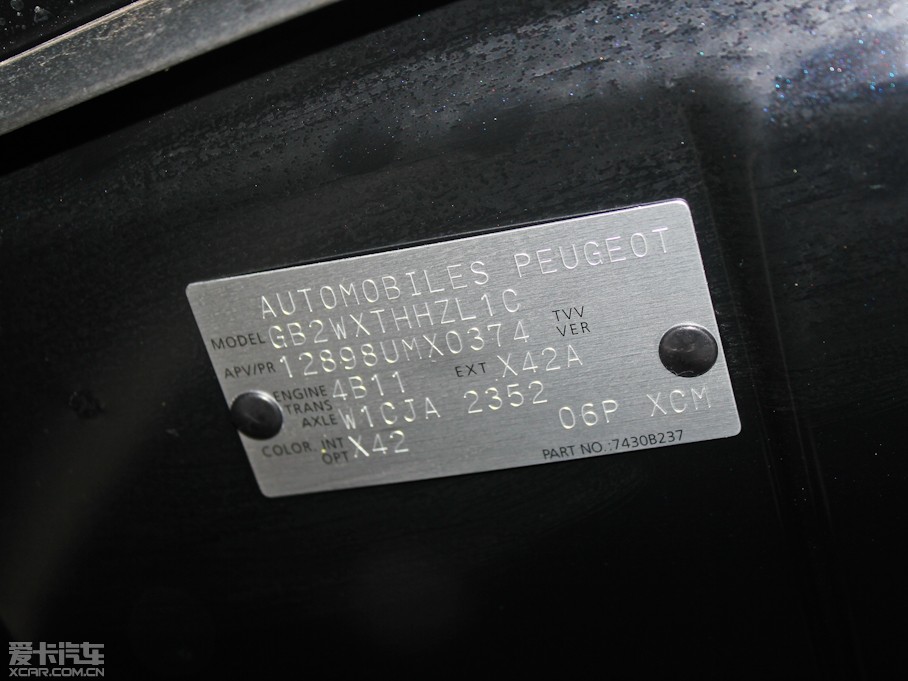 AUTOMOBILES PEUGEOT
MODEL GB2WXTHHZL1C
APV/PR 12898UMX0374 TVV VER
ENGINE 4B11 EXT X42A
TRANS AXLE W1CJA 2352
COLOR. INT OPT X42 06P XCM
PART NO.:7430B237
爱卡汽车
XCAR.COM.CN